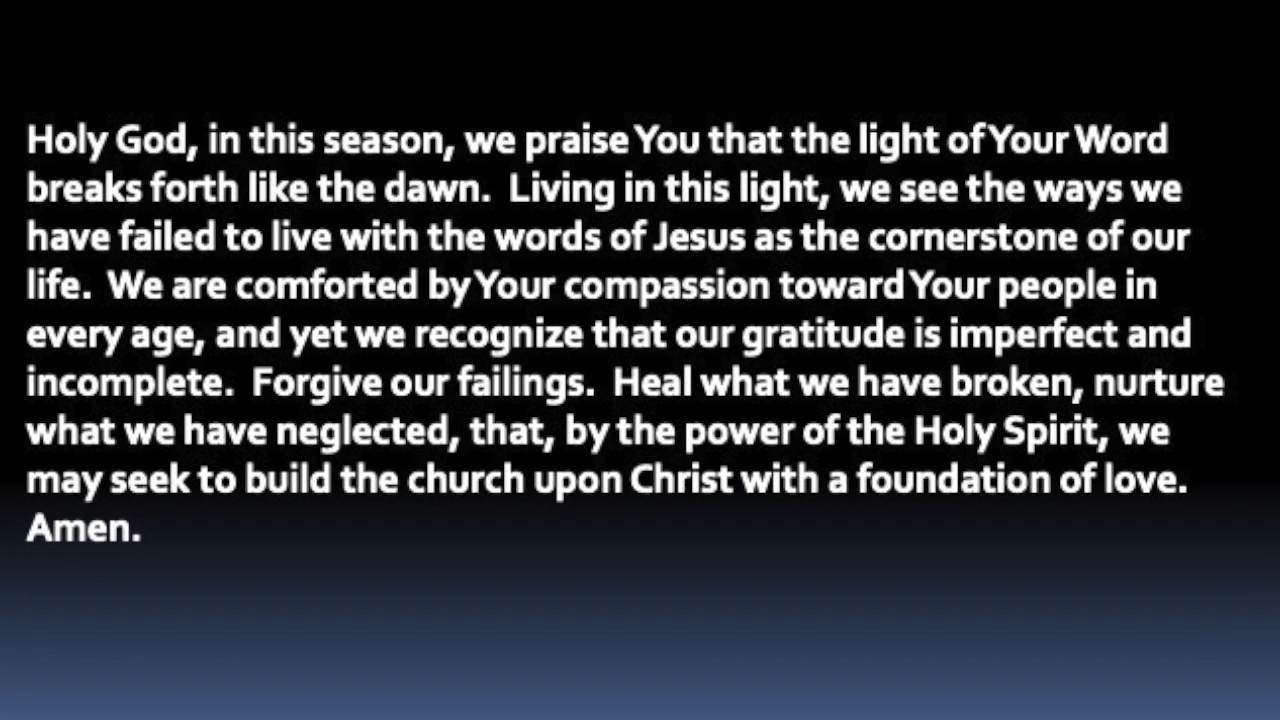 Holy God, in this season, we praise You that the light of Your Word
breaks forth like the dawn.  Living in this light, we see the ways we
have failed to live with the words of Jesus as the cornerstone of our
life.  We are comforted by Your compassion toward Your people in
every age, and yet we recognize that our gratitude is imperfect and
incomplete.  Forgive our failings.  Heal what we have broken, nurture
what we have neglected, that, by the power of the Holy Spirit, we
may seek to build the church upon Christ with a foundation of love.
Amen.